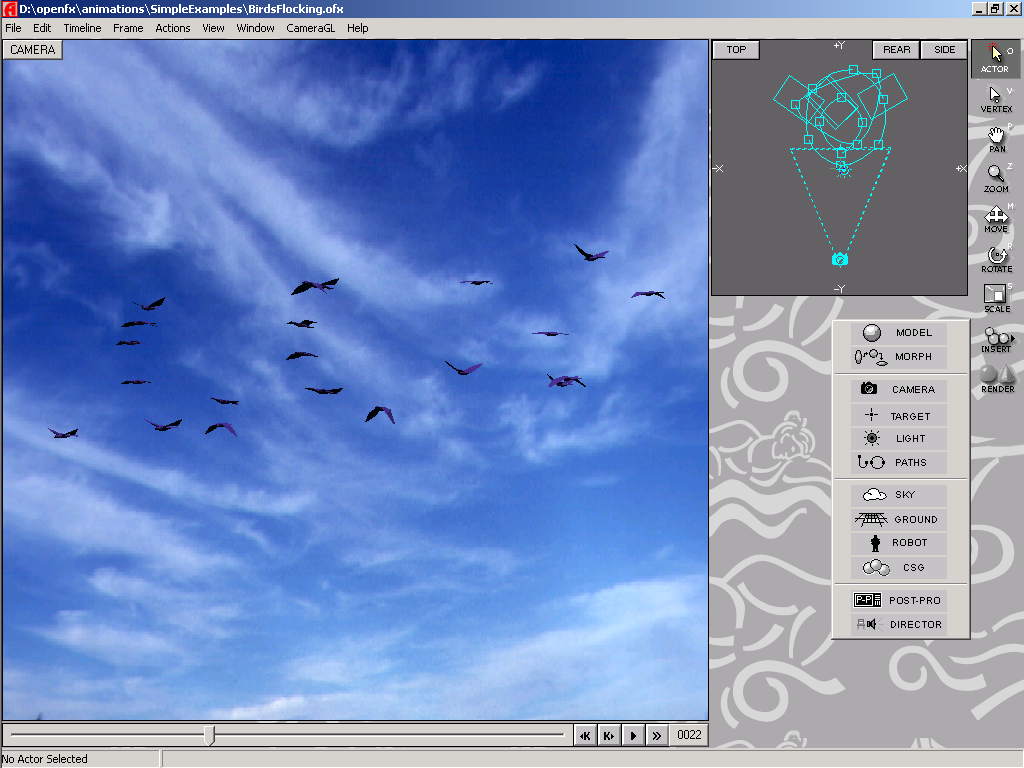 D:\openfx\animations\SimpleExamples\BirdsFlocking.ofx
File Edit Timeline Frame Actions View Window CameraGL Help
CAMERA
TOP
+Y
REAR
SIDE
-X
+X
-Y
O
ACTOR
V
VERTEX
P
PAN
Z
ZOOM
M
MOVE
R
ROTATE
S
SCALE
INSERT
RENDER
MODEL
MORPH
CAMERA
TARGET
LIGHT
PATHS
SKY
GROUND
ROBOT
CSG
P-P
POST-PRO
DIRECTOR
0022
No Actor Selected